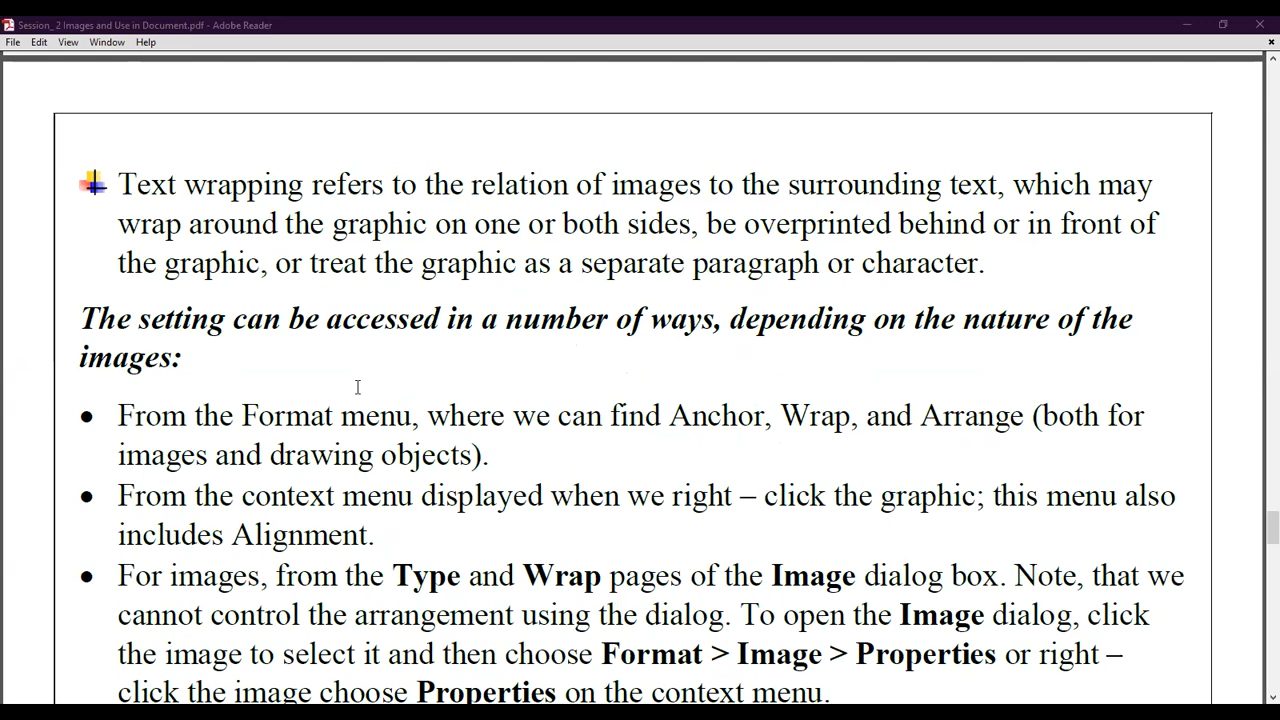 Session_ 2 Images and Use in Document.pdf - Adobe Reader
File Edit View Window Help
Text wrapping refers to the relation of images to the surrounding text, which may
wrap around the graphic on one or both sides, be overprinted behind or in front of
the graphic, or treat the graphic as a separate paragraph or character.
The setting can be accessed in a number of ways, depending on the nature of the
images:
• From the Format menu, where we can find Anchor, Wrap, and Arrange (both for
images and drawing objects).
• From the context menu displayed when we right – click the graphic; this menu also
includes Alignment.
• For images, from the Type and Wrap pages of the Image dialog box. Note, that we
cannot control the arrangement using the dialog. To open the Image dialog, click
the image to select it and then choose Format > Image > Properties or right –
click the image choose Properties on the context menu.